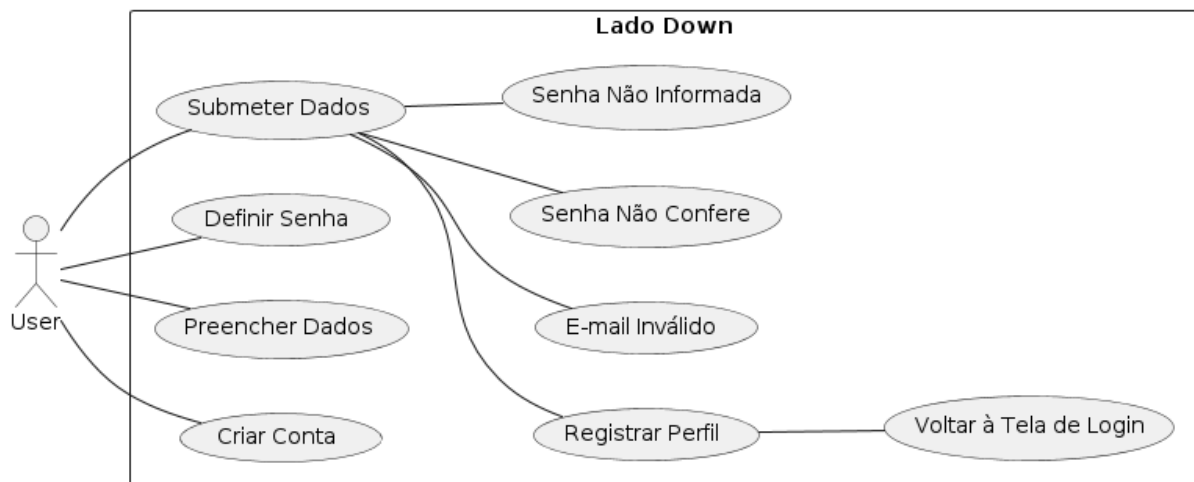 Lado Down
Submeter Dados
Senha Não Informada
Definir Senha
Senha Não Confere
User
Preencher Dados
E-mail Inválido
Criar Conta
Registrar Perfil
Voltar à Tela de Login